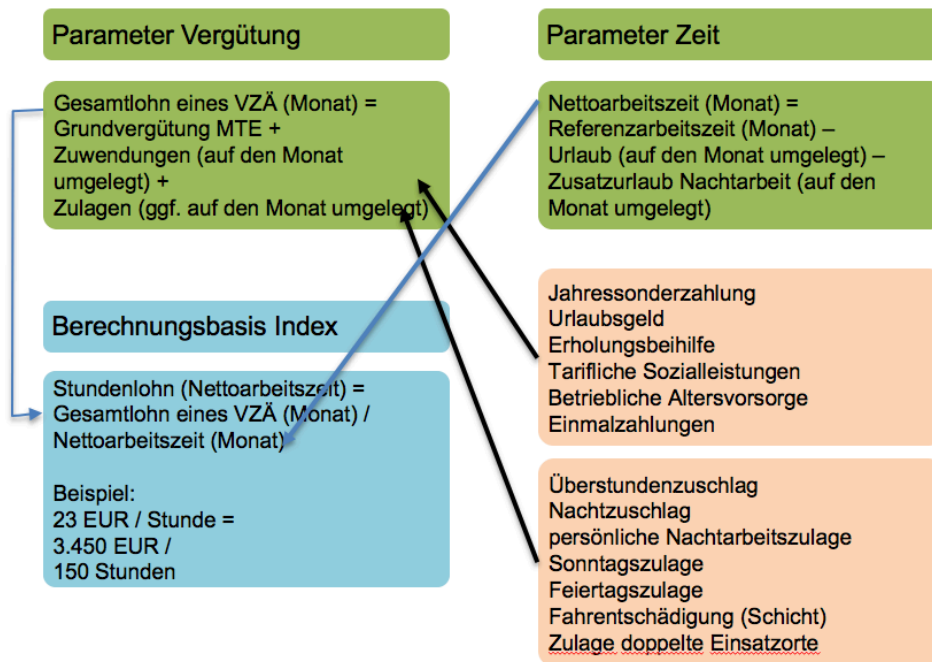 Parameter Vergütung
Gesamtlohn eines VZÄ (Monat) =
Grundvergütung MTE +
Zuwendungen (auf den Monat
umgelegt) +
Zulagen (ggf. auf den Monat umgelegt)
Berechnungsbasis Index
Stundenlohn (Nettoarbeitszeit) =
Gesamtlohn eines VZÄ (Monat) /
Nettoarbeitszeit (Monat)
Beispiel:
23 EUR / Stunde =
3.450 EUR /
150 Stunden
Parameter Zeit
Nettoarbeitszeit (Monat) =
Referenzarbeitszeit (Monat) –
Urlaub (auf den Monat umgelegt) –
Zusatzurlaub Nachtarbeit (auf den
Monat umgelegt)
Jahressonderzahlung
Urlaubsgeld
Erholungsbeihilfe
Tarifliche Sozialleistungen
Betriebliche Altersvorsorge
Einmalzahlungen
Überstundenzuschlag
Nachtzuschlag
persönliche Nachtarbeitszulage
Sonntagszulage
Feiertagszulage
Fahrentschädigung (Schicht)
Zulage doppelte Einsatzorte